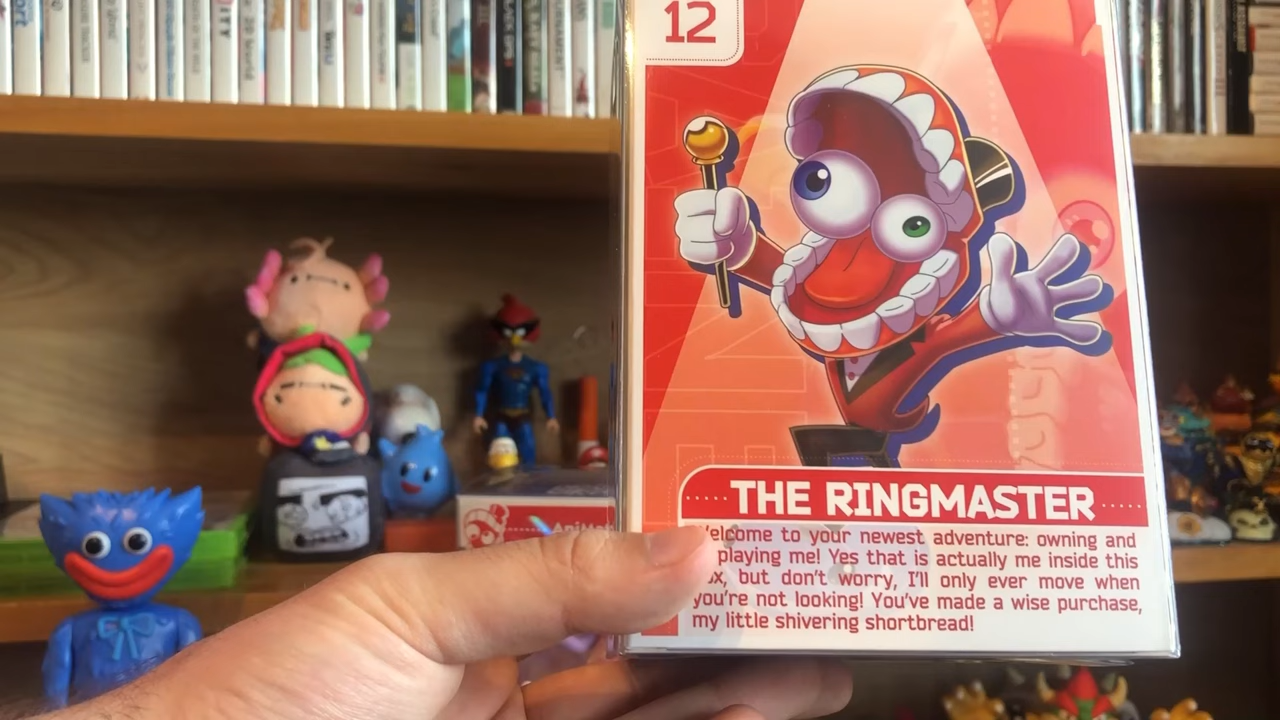 12
THE RINGMASTER
elcome to your newest adventure: owning and
playing me! Yes that is actually me inside this
x, but don't worry, I'll only ever move when
you're not looking! You've made a wise purchase,
my little shivering shortbread!